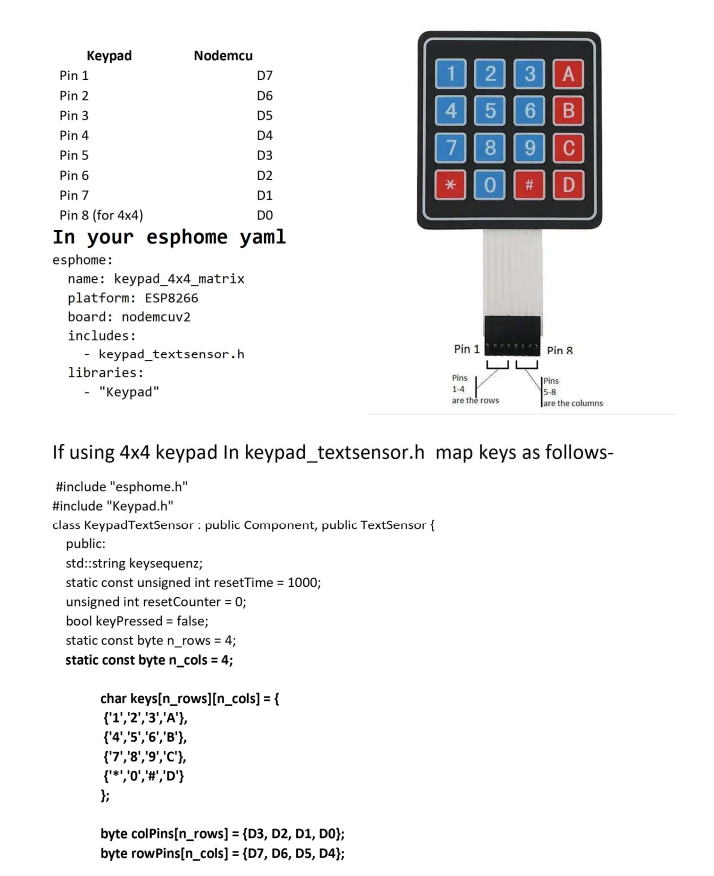 Keypad Nodemcu
Pin 1 D7
Pin 2 D6
Pin 3 D5
Pin 4 D4
Pin 5 D3
Pin 6 D2
Pin 7 D1
Pin 8 (for 4x4) D0
In your esphome yaml
esphome:
name: keypad_4x4_matrix
platform: ESP8266
board: nodemcuv2
includes:
- keypad_textsensor.h
libraries:
- "Keypad"
1 2 3 A
4 5 6 B
7 8 9 C
* 0 # D
Pin 1 Pin 8
Pins
1-4
are the rows
Pins
5-8
are the columns
If using 4x4 keypad In keypad_textsensor.h map keys as follows-
#include "esphome.h"
#include "Keypad.h"
class KeypadTextSensor : public Component, public TextSensor {
public:
std::string keysequenz;
static const unsigned int resetTime = 1000;
unsigned int resetCounter = 0;
bool keyPressed = false;
static const byte n_rows = 4;
static const byte n_cols = 4;
char keys[n_rows][n_cols] = {
{'1','2','3','A'},
{'4','5','6','B'},
{'7','8','9','C'},
{'*','0','#','D'}
};
byte colPins[n_rows] = {D3, D2, D1, D0};
byte rowPins[n_cols] = {D7, D6, D5, D4};